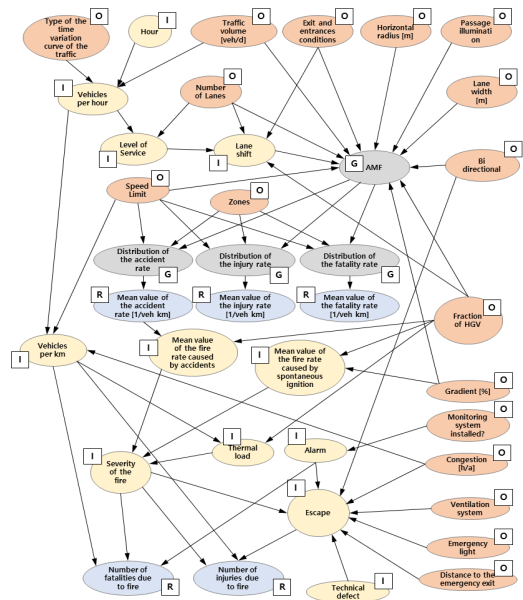 Type of the
time
variation
curve of the
traffic
O
Hour
I
Traffic
volume
[veh/d]
O
Exit and
entrances
conditions
O
Horizontal
radius [m]
O
Passage
illuminati
on
O
Vehicles
per hour
I
Number
of Lanes
O
Lane
width
[m]
O
Level of
Service
I
Lane
shift
I
AMF
G
Bi
directional
O
Speed
Limit
O
Zones
O
Distribution of
the accident
rate
G
Distribution of
the injury rate
G
Distribution of
the fatality rate
G
R
Mean value of
the accident
rate [1/veh km]
R
Mean value of
the injury rate
[1/veh km]
R
Mean value of
the fatality rate
[1/veh km]
Fraction
of HGV
O
Vehicles
per km
I
Mean value
of the fire
rate caused
by accidents
I
Mean value of
the fire rate
caused by
spontaneous
ignition
I
Gradient [%]
O
Monitoring
system
installed?
O
Thermal
load
I
Alarm
I
Congestion
[h/a]
O
Severity
of the
fire
I
Escape
I
Ventilation
system
O
Emergency
light
O
Number of
fatalities due
to fire
R
Number of
injuries due
to fire
R
Technical
defect
I
Distance to the
emergency exit
O